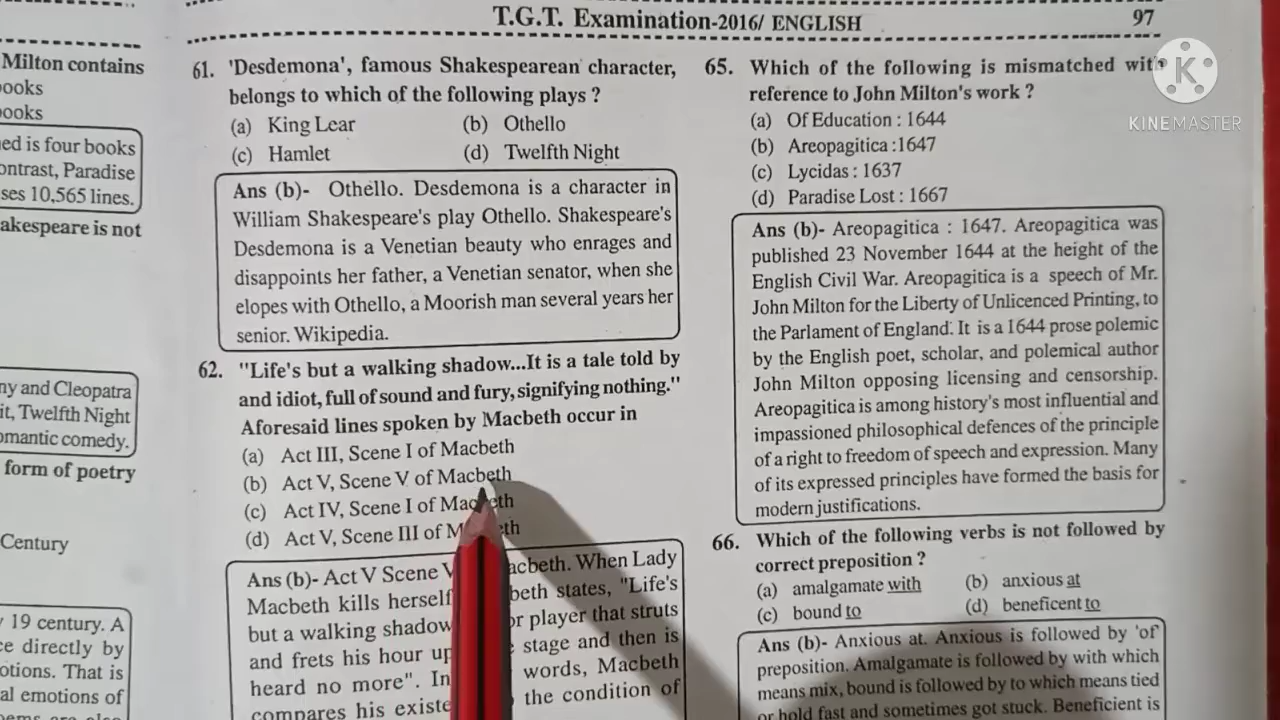 T.G.T. Examination-2016/ ENGLISH
97
Milton contains
ooks
ooks
ed is four books
ontrast, Paradise
ses 10,565 lines.
akespeare is not
ny and Cleopatra
it, Twelfth Night
omantic comedy.
form of poetry
Century
19 century. A
ce directly by
otions. That is
al emotions of
61. 'Desdemona', famous Shakespearean character,
belongs to which of the following plays ?
(a) King Lear (b) Othello
(c) Hamlet (d) Twelfth Night
Ans (b)- Othello. Desdemona is a character in
William Shakespeare's play Othello. Shakespeare's
Desdemona is a Venetian beauty who enrages and
disappoints her father, a Venetian senator, when she
elopes with Othello, a Moorish man several years her
senior. Wikipedia.
62. "Life's but a walking shadow...It is a tale told by
and idiot, full of sound and fury, signifying nothing."
Aforesaid lines spoken by Macbeth occur in
(a) Act III, Scene I of Macbeth
(b) Act V, Scene V of Macbeth
(c) Act IV, Scene I of Macbeth
(d) Act V, Scene III of M th
Ans (b)- Act V Scene V acbeth. When Lady
Macbeth kills herself beth states, "Life's
but a walking shadow or player that struts
and frets his hour up stage and then is
heard no more". In words, Macbeth
compares his existe the condition of
65. Which of the following is mismatched with
reference to John Milton's work ?
(a) Of Education : 1644
(b) Areopagitica :1647
(c) Lycidas : 1637
(d) Paradise Lost : 1667
Ans (b)- Areopagitica : 1647. Areopagitica was
published 23 November 1644 at the height of the
English Civil War. Areopagitica is a speech of Mr.
John Milton for the Liberty of Unlicenced Printing, to
the Parlament of England. It is a 1644 prose polemic
by the English poet, scholar, and polemical author
John Milton opposing licensing and censorship.
Areopagitica is among history's most influential and
impassioned philosophical defences of the principle
of a right to freedom of speech and expression. Many
of its expressed principles have formed the basis for
modern justifications.
66. Which of the following verbs is not followed by
correct preposition ?
(a) amalgamate with (b) anxious at
(c) bound to (d) beneficent to
Ans (b)- Anxious at. Anxious is followed by 'of'
preposition. Amalgamate is followed by with which
means mix, bound is followed by to which means tied
or hold fast and sometimes got stuck. Beneficent is
K
KINEMASTER